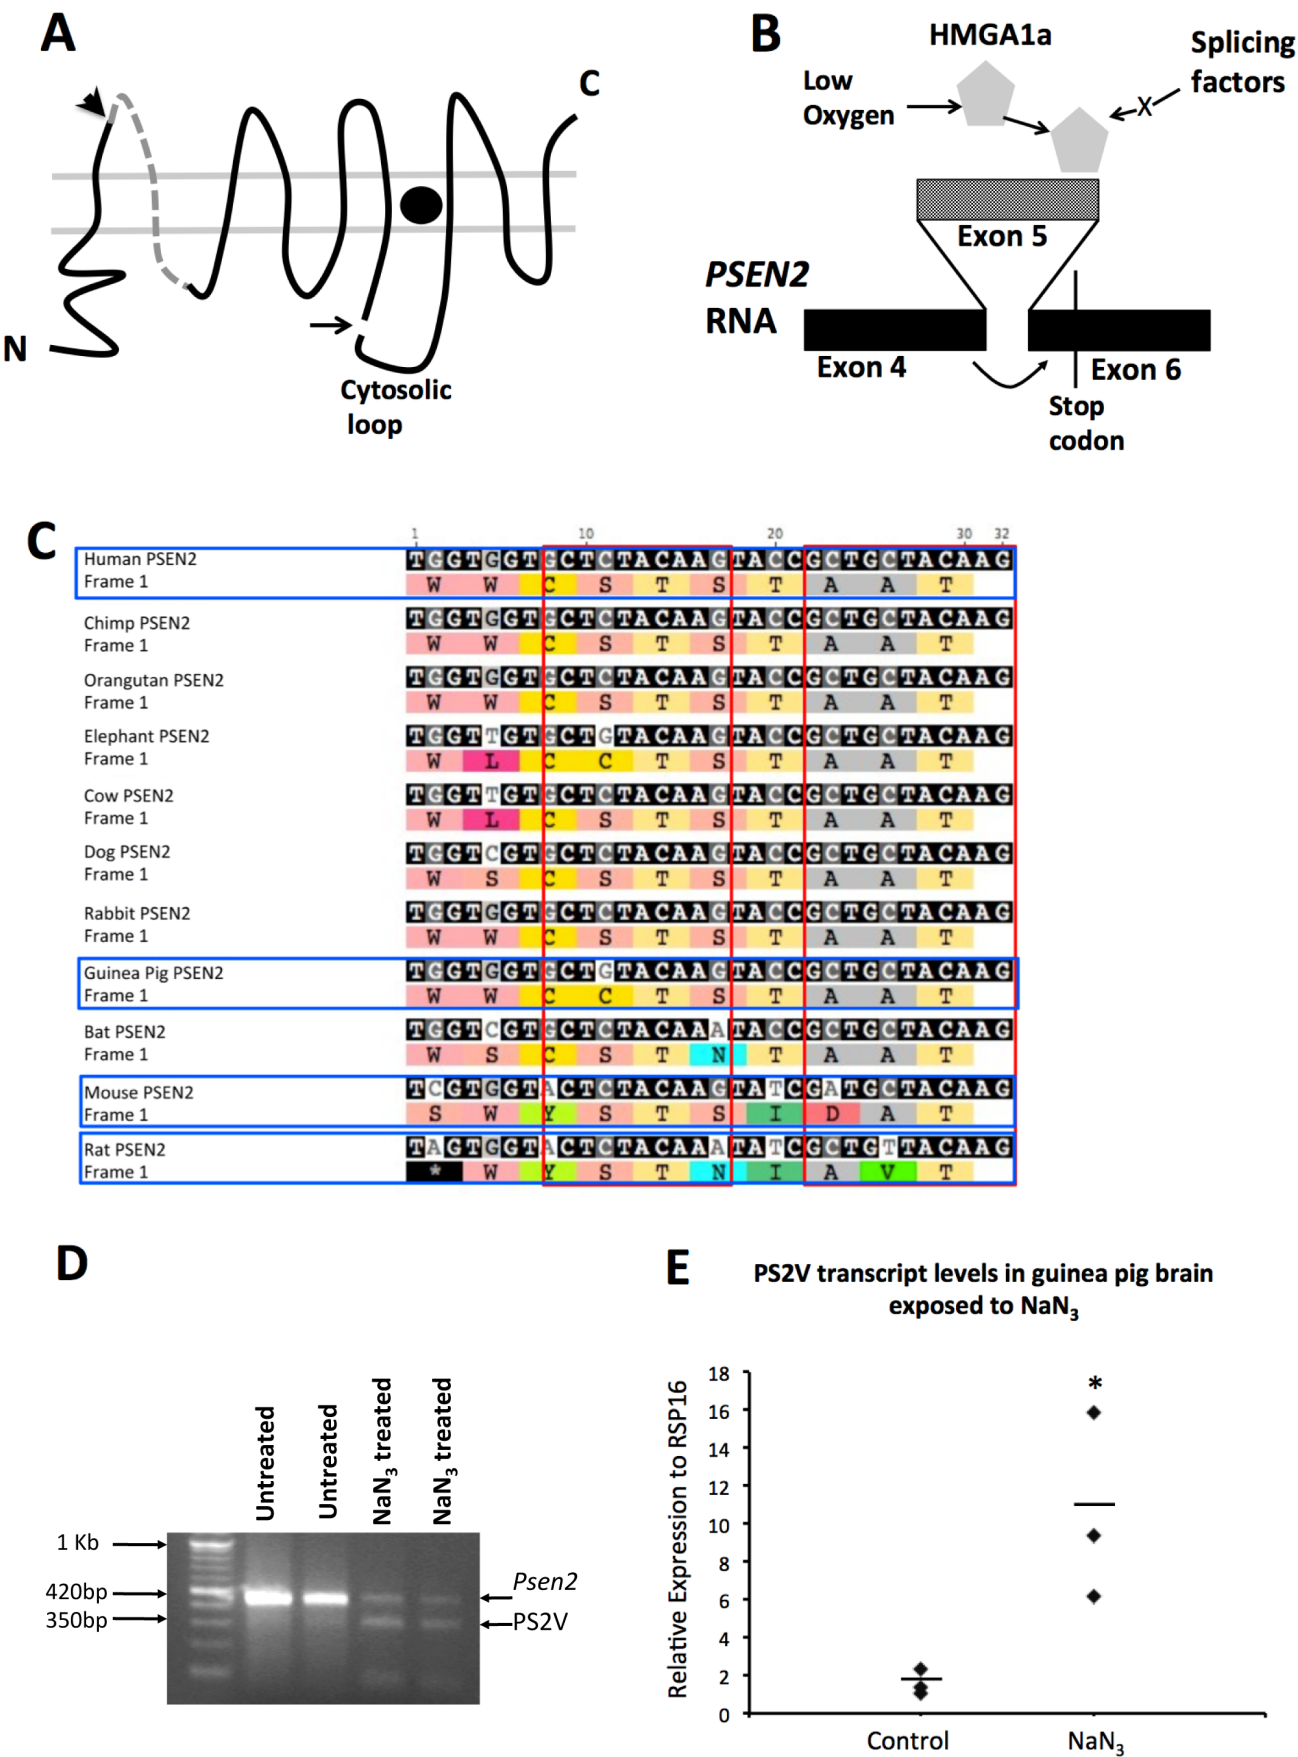 A
C
N
Cytosolic
loop
B
HMGA1a
Splicing
factors
Low
Oxygen
X
Exon 5
PSEN2
RNA
Exon 4
Exon 6
Stop
codon
C
1 10 20 30 32
Human PSEN2 TGGTGGTGCTCTACAAGTACCGCTGCTACAAG
Frame 1 W W C S T S T A A T
Chimp PSEN2 TGGTGGTGCTCTACAAGTACCGCTGCTACAAG
Frame 1 W W C S T S T A A T
Orangutan PSEN2 TGGTGGTGCTCTACAAGTACCGCTGCTACAAG
Frame 1 W W C S T S T A A T
Elephant PSEN2 TGGTTGTGCTGTACAAGTACCGCTGCTACAAG
Frame 1 W L C C T S T A A T
Cow PSEN2 TGGTTGTGCTCTACAAGTACCGCTGCTACAAG
Frame 1 W L C S T S T A A T
Dog PSEN2 TGGTCGTGCTCTACAAGTACCGCTGCTACAAG
Frame 1 W S C S T S T A A T
Rabbit PSEN2 TGGTGGTGCTCTACAAGTACCGCTGCTACAAG
Frame 1 W W C S T S T A A T
Guinea Pig PSEN2 TGGTGGTGCTGTACAAGTACCGCTGCTACAAG
Frame 1 W W C C T S T A A T
Bat PSEN2 TGGTCGTGCTCTACAAATACCGCTGCTACAAG
Frame 1 W S C S T N T A A T
Mouse PSEN2 TCGTGGTACTCTACAAGTATCGATGCTACAAG
Frame 1 S W Y S T S I D A T
Rat PSEN2 TAGTGGTACTCTACAAATATCGCTGTTACAAG
Frame 1 * W Y S T N I A V T
D
Untreated
Untreated
NaN3 treated
NaN3 treated
1 Kb
420bp
350bp
Psen2
PS2V
E
PS2V transcript levels in guinea pig brain
exposed to NaN3
Relative Expression to RSP16
18
16
14
12
10
8
6
4
2
0
*
Control
NaN3